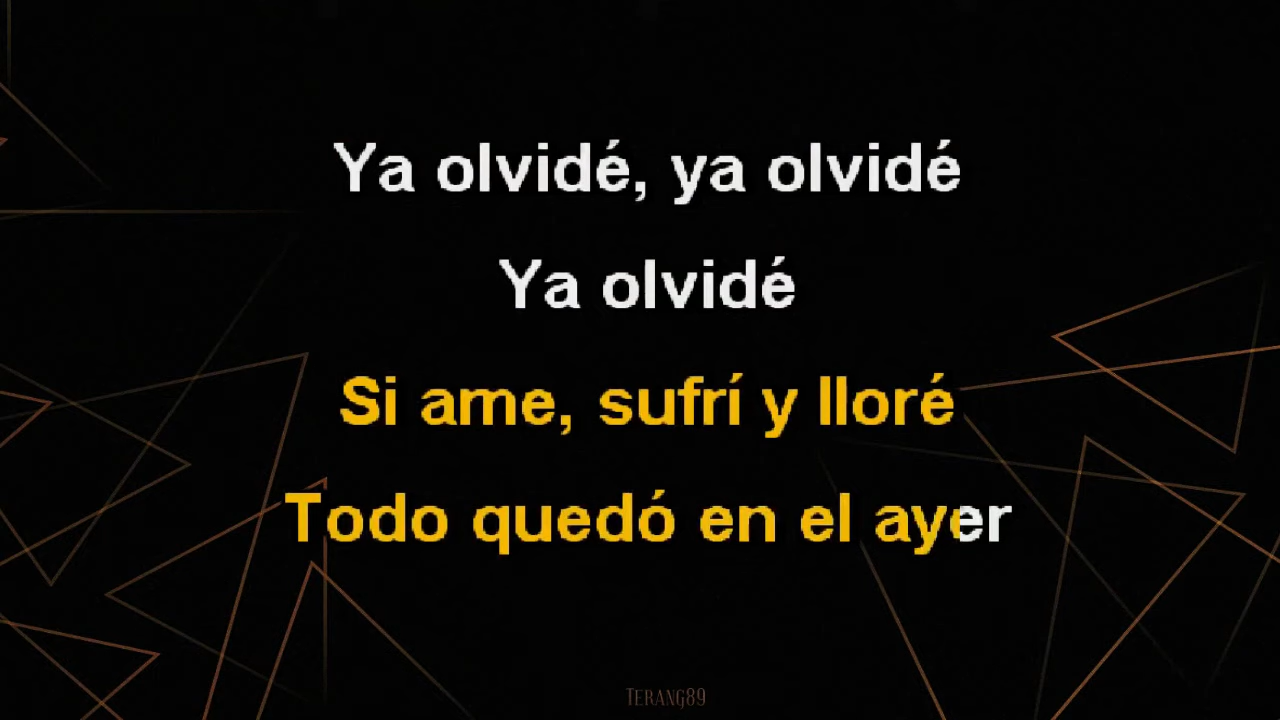 Ya olvidé, ya olvidé
Ya olvidé
Si ame, sufrí y lloré
Todo quedó en el ayer
TERANG89